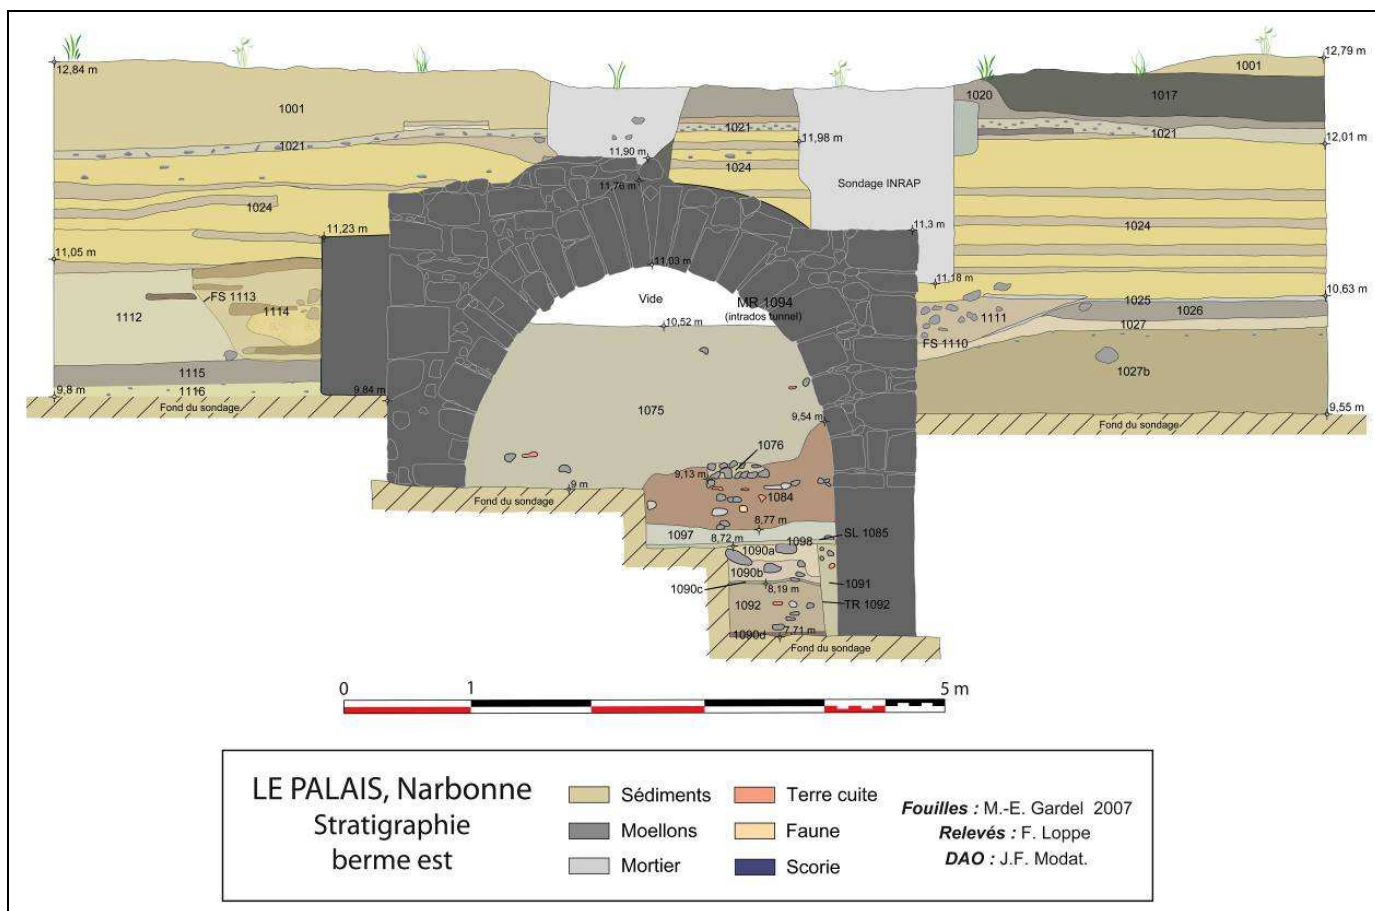 12,84 m
12,79 m
1001
1001
1020
1017
1021
1021
1021
11,98 m
12,01 m
11,90 m
11,76 m
1024
Sondage INRAP
1024
11,23 m
11,3 m
1024
11,05 m
11,03 m
11,18 m
FS 1113
1112
1114
Vide
MR 1094
(intrados tunnel)
10,63 m
1025
1026
1111
1027
10,52 m
FS 1110
1027b
1115
1116
9,8 m
9,84 m
Fond du sondage
1075
9,54 m
9,55 m
Fond du sondage
1076
9,13 m
9 m
Fond du sondage
1084
8,77 m
1097
SL 1085
8,72 m
1098
1090a
1090b
1090c
8,19 m
1091
1092
TR 1092
1090d
7,71 m
Fond du sondage
0 1 5 m
LE PALAIS, Narbonne
Stratigraphie
berme est
Sédiments
Moellons
Mortier
Terre cuite
Faune
Scorie
Fouilles : M.-E. Gardel 2007
Relevés : F. Loppe
DAO : J.F. Modat.